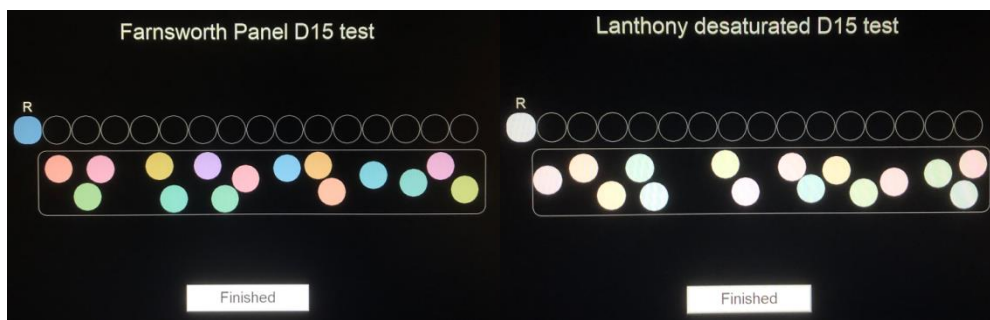 Farnsworth Panel D15 test
R
Finished
Lanthony desaturated D15 test
R
Finished